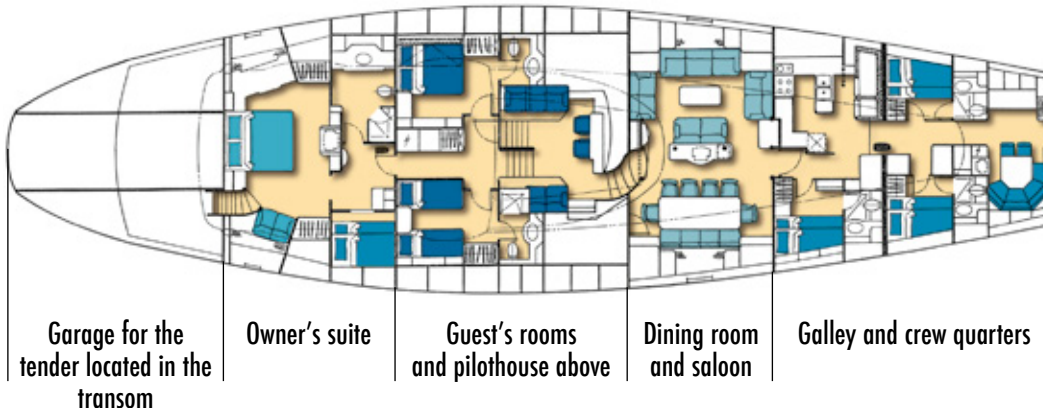 Garage for the
tender located in the
transom
Owner's suite
Guest's rooms
and pilothouse above
Dining room
and saloon
Galley and crew quarters